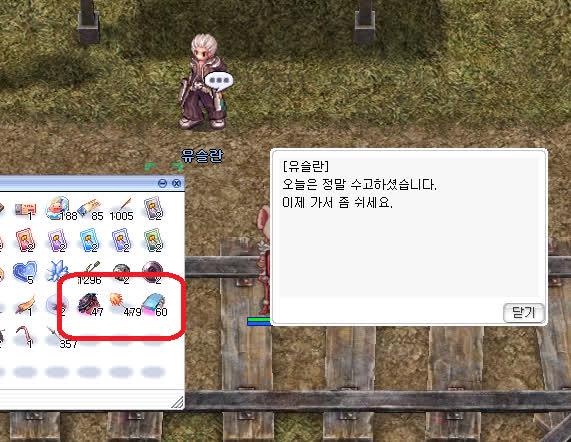 유슬란
[유슬란]
오늘은 정말 수고하셨습니다.
이제 가서 좀 쉬세요.
닫기
1 188 85 1005 2
2 2 2 2 2
5 1296 2 2
2 47 479 60
1 357